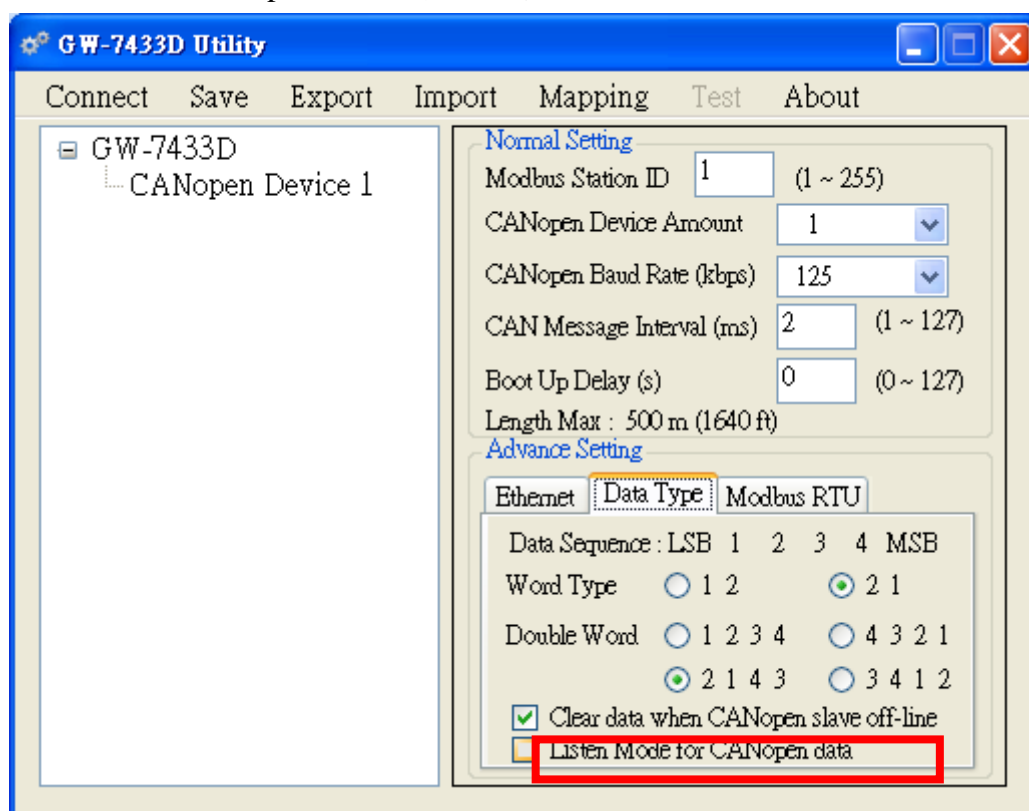 GW-7433D Utility
Connect Save Export Import Mapping Test About
GW-7433D
CANopen Device 1
Normal Setting
Modbus Station ID 1 (1 ~ 255)
CANopen Device Amount 1
CANopen Baud Rate (kbps) 125
CAN Message Interval (ms) 2 (1 ~ 127)
Boot Up Delay (s) 0 (0 ~ 127)
Length Max : 500 m (1640 ft)
Advance Setting
Ethernet Data Type Modbus RTU
Data Sequence : LSB 1 2 3 4 MSB
Word Type 1 2 2 1
Double Word 1 2 3 4 4 3 2 1
2 1 4 3 3 4 1 2
Clear data when CANopen slave off-line
Listen Mode for CANopen data